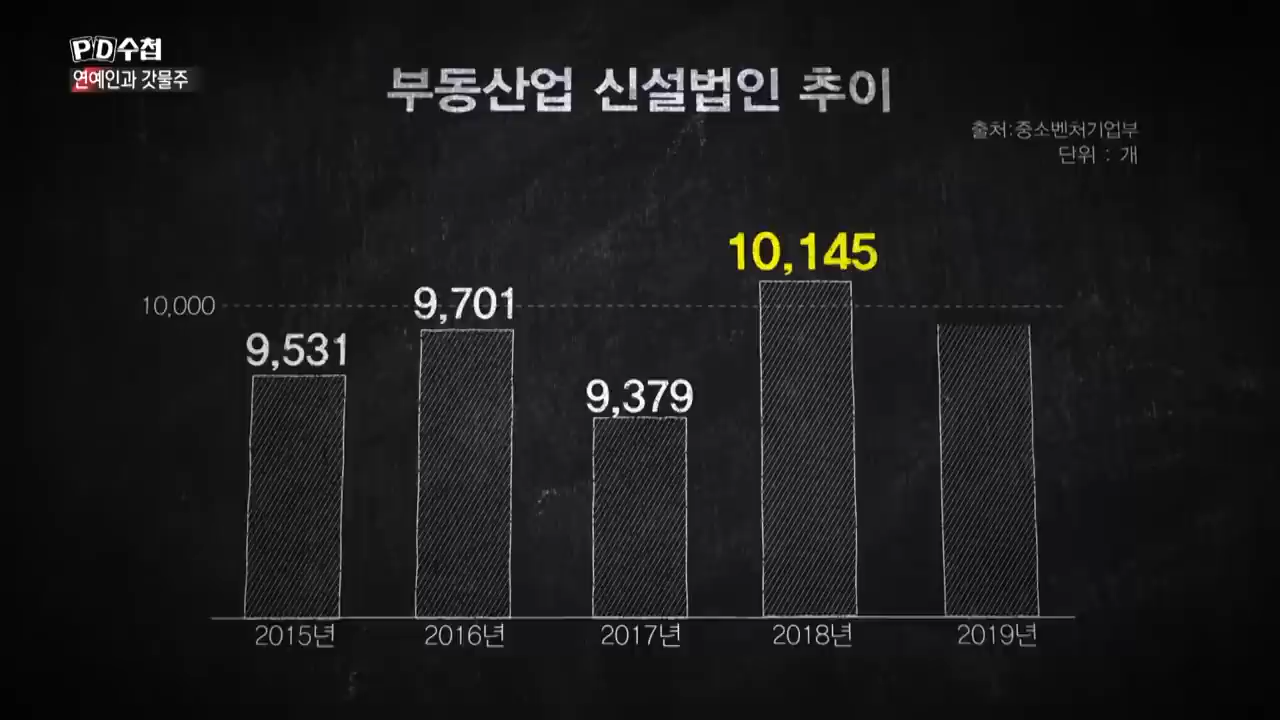 PD수첩
연예인과 갓물주
부동산업 신설법인 추이
출처:중소벤처기업부
단위 : 개
10,145
10,000
9,701
9,531
9,379
2015년 2016년 2017년 2018년 2019년